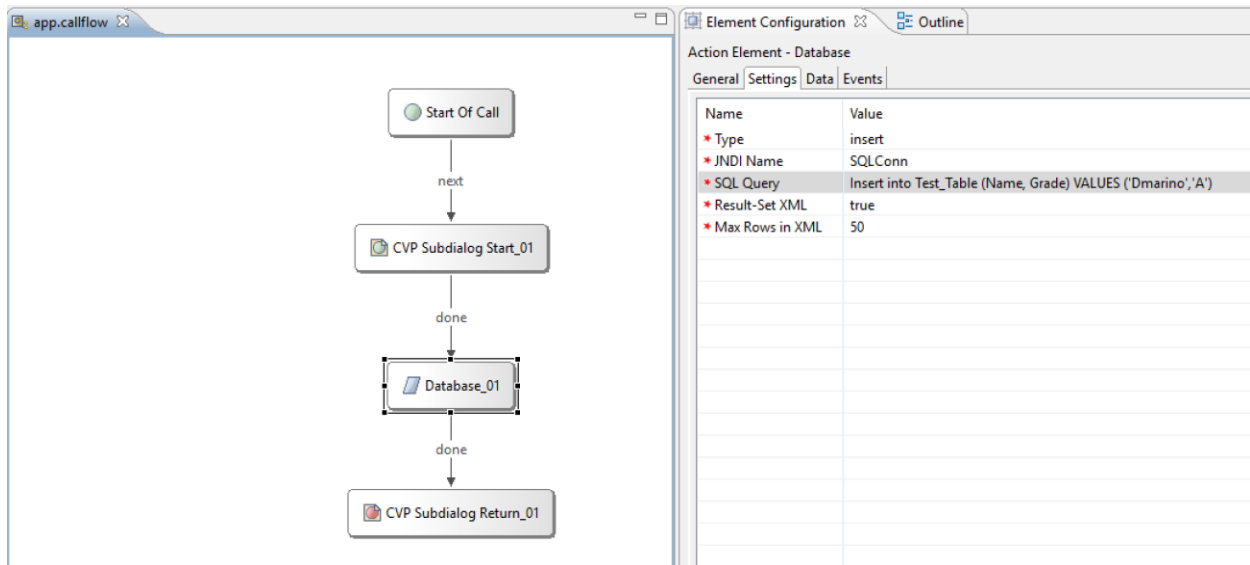 app.callflow
Start Of Call
next
CVP Subdialog Start_01
done
Database_01
done
CVP Subdialog Return_01
Element Configuration
Outline
Action Element - Database
General Settings Data Events
Name Value
* Type insert
* JNDI Name SQLConn
* SQL Query Insert into Test_Table (Name, Grade) VALUES ('Dmarino','A')
* Result-Set XML true
* Max Rows in XML 50